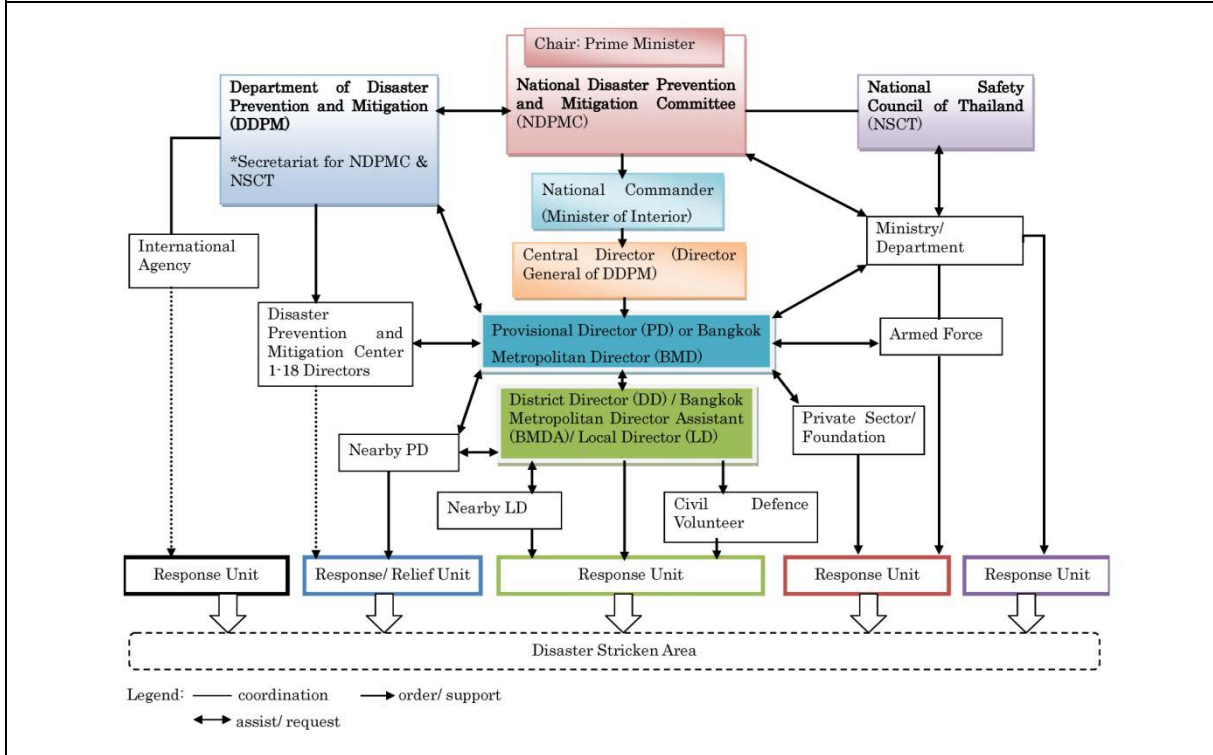 Chair: Prime Minister
Department of Disaster
Prevention and Mitigation
(DDPM)
*Secretariat for NDPMC &
NSCT
National Disaster Prevention
and Mitigation Committee
(NDPMC)
National Safety
Council of Thailand
(NSCT)
National Commander
(Minister of Interior)
International
Agency
Ministry/
Department
Central Director (Director
General of DDPM)
Disaster
Prevention and
Mitigation Center
1-18 Directors
Provisional Director (PD) or Bangkok
Metropolitan Director (BMD)
Armed Force
District Director (DD) / Bangkok
Metropolitan Director Assistant
(BMDA)/ Local Director (LD)
Private Sector/
Foundation
Nearby PD
Nearby LD
Civil Defence
Volunteer
Response Unit
Response/ Relief Unit
Response Unit
Response Unit
Response Unit
Disaster Stricken Area
Legend: coordination order/ support
assist/ request